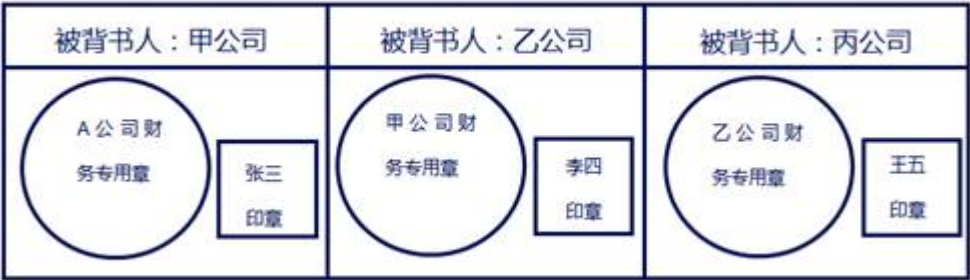 被背书人：甲公司
被背书人：乙公司
被背书人：丙公司
A公司财
务专用章
张三
印章
甲公司财
务专用章
李四
印章
乙公司财
务专用章
王五
印章